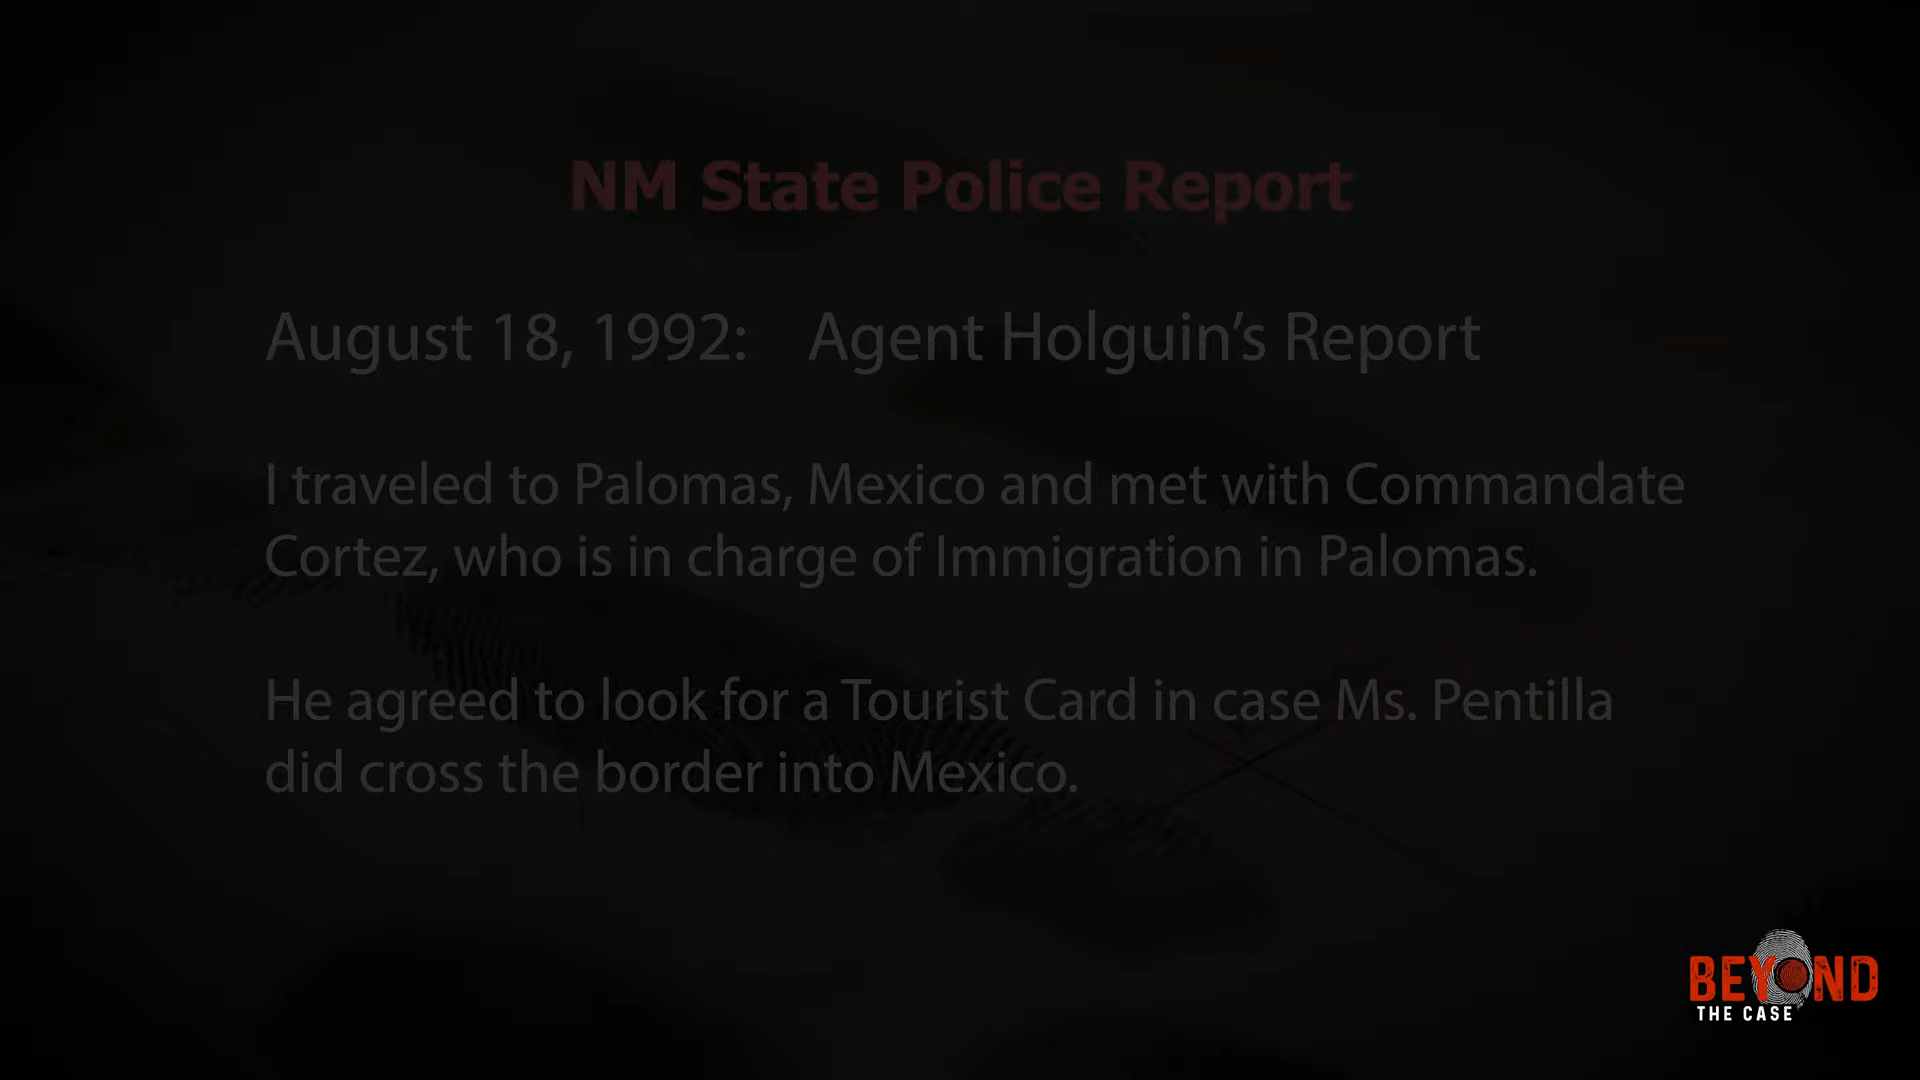 NM State Police Report
August 18, 1992: Agent Holguin’s Report
I traveled to Palomas, Mexico and met with Commandate
Cortez, who is in charge of Immigration in Palomas.
He agreed to look for a Tourist Card in case Ms. Pentilla
did cross the border into Mexico.
BEYOND
THE CASE